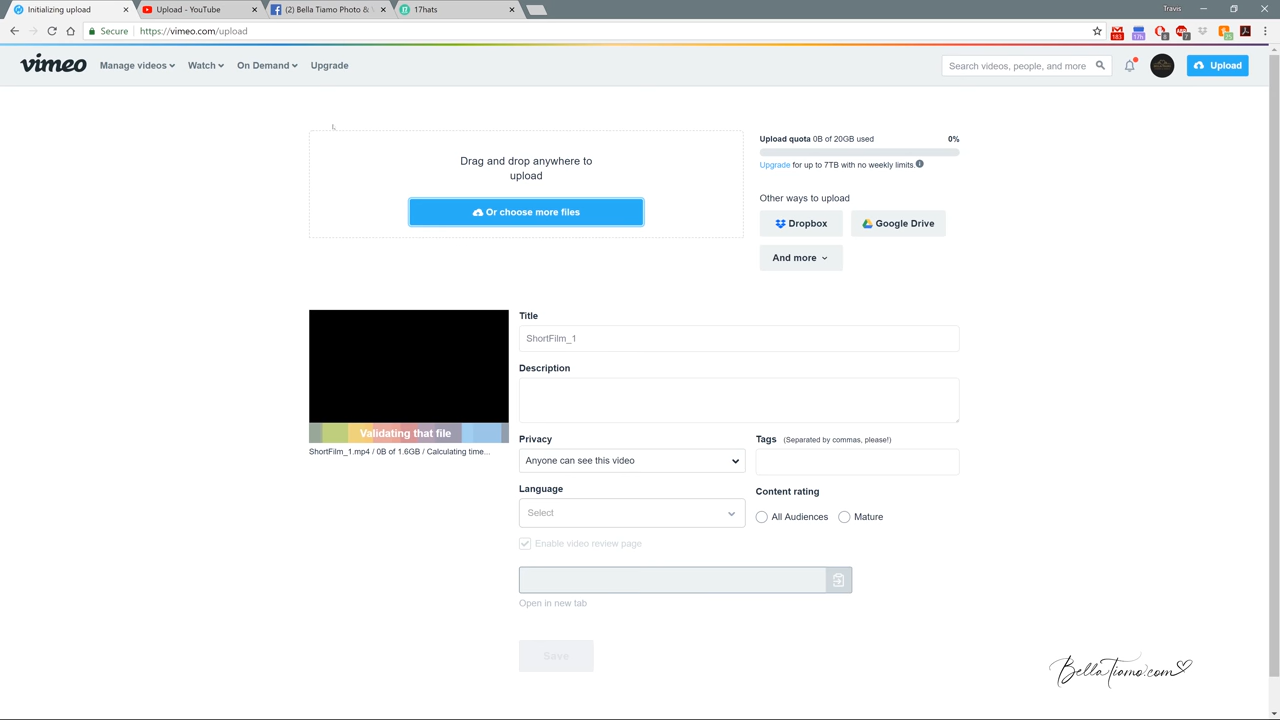 Initializing upload
Upload - YouTube
(2) Bella Tiamo Photo & V
17hats
Travis
Secure
https://vimeo.com/upload
183
17h
8
7
25
vimeo
Manage videos
Watch
On Demand
Upgrade
Search videos, people, and more
Upload
Drag and drop anywhere to
upload
Or choose more files
Upload quota 0B of 20GB used
0%
Upgrade for up to 7TB with no weekly limits.
Other ways to upload
Dropbox
Google Drive
And more
Title
ShortFilm_1
Description
Validating that file
ShortFilm_1.mp4 / 0B of 1.6GB / Calculating time...
Privacy
Tags (Separated by commas, please!)
Anyone can see this video
Language
Content rating
Select
All Audiences
Mature
Enable video review page
Open in new tab
Save
BellaTiamo.com